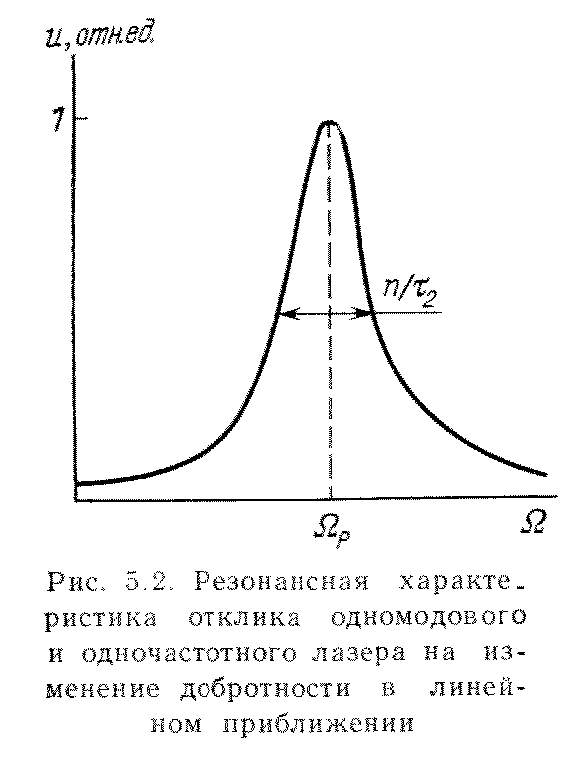 u, отн.ед.
1
n/τ₂
Ωр
Ω
Рис. 5.2. Резонансная характе-
ристика отклика одномодового
и одночастотного лазера на из-
менение добротности в линей-
ном приближении